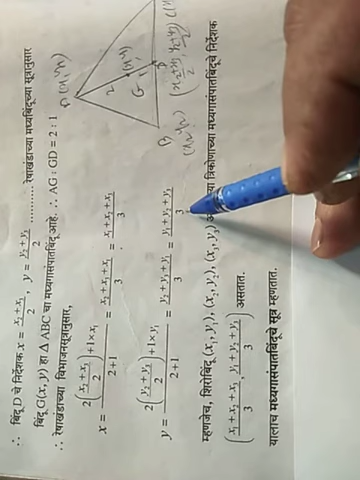 ∴ बिंदू D चे निर्देशक x = (x₂ + x₃)/2 , y = (y₂ + y₃)/2 .......... रेषाखंडाच्या मध्यबिंदूच्या सूत्रानुसार
बिंदू G(x, y) हा Δ ABC चा मध्यगासंपातबिंदू आहे. ∴ AG : GD = 2 : 1
∴ रेषाखंडाच्या विभाजनसूत्रानुसार,
x = (2((x₂ + x₃)/2) + 1 × x₁)/(2 + 1) = (x₂ + x₃ + x₁)/3 = (x₁ + x₂ + x₃)/3
y = (2((y₂ + y₃)/2) + 1 × y₁)/(2 + 1) = (y₂ + y₃ + y₁)/3 = (y₁ + y₂ + y₃)/3
म्हणजेच, शिरोबिंदू (x₁, y₁), (x₂, y₂), (x₃, y₃) त्रिकोणाच्या मध्यगासंपातबिंदूचे निर्देशक
((x₁ + x₂ + x₃)/3 , (y₁ + y₂ + y₃)/3) असतात.
यालाच मध्यगासंपातबिंदूचे सूत्र म्हणतात.